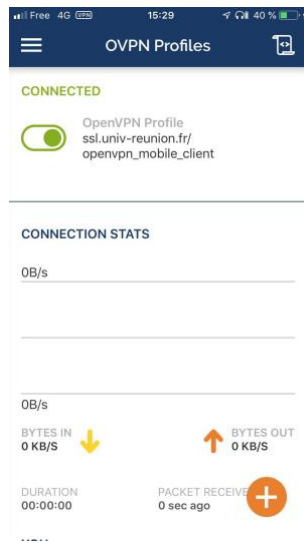 Free 4G VPN 15:29 40 %
OVPN Profiles
CONNECTED
OpenVPN Profile
ssl.univ-reunion.fr/
openvpn_mobile_client
CONNECTION STATS
0B/s
0B/s
BYTES IN
0 KB/S
BYTES OUT
0 KB/S
DURATION
00:00:00
PACKET RECEIVE
0 sec ago
YOU